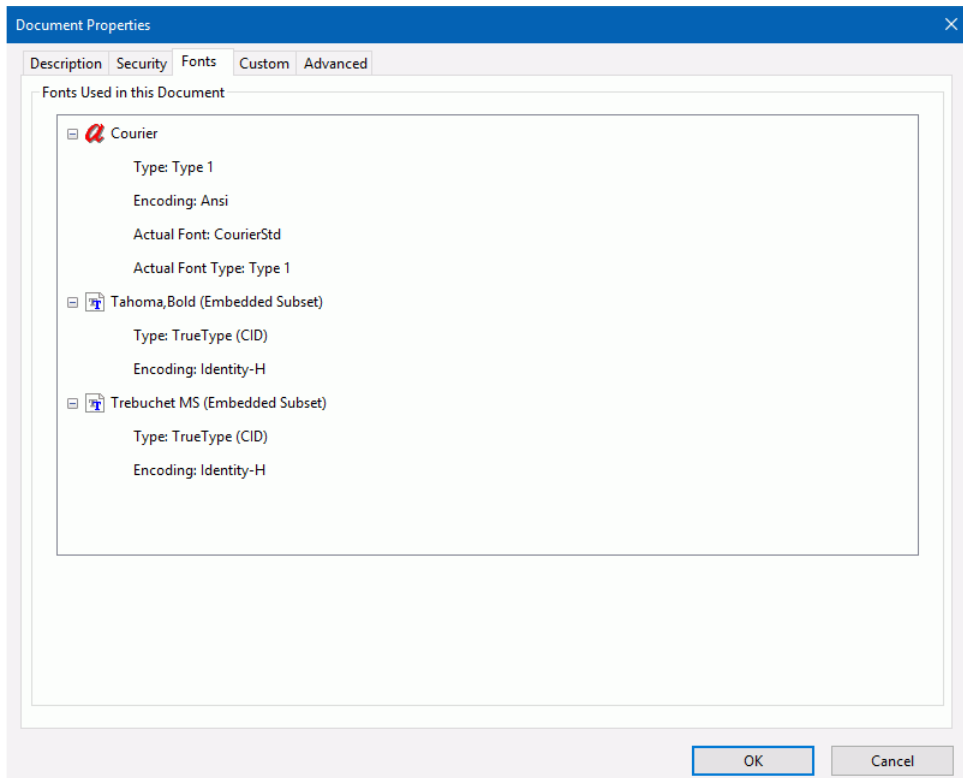 Document Properties
Description Security Fonts Custom Advanced
Fonts Used in this Document
Courier
Type: Type 1
Encoding: Ansi
Actual Font: CourierStd
Actual Font Type: Type 1
Tahoma,Bold (Embedded Subset)
Type: TrueType (CID)
Encoding: Identity-H
Trebuchet MS (Embedded Subset)
Type: TrueType (CID)
Encoding: Identity-H
OK Cancel